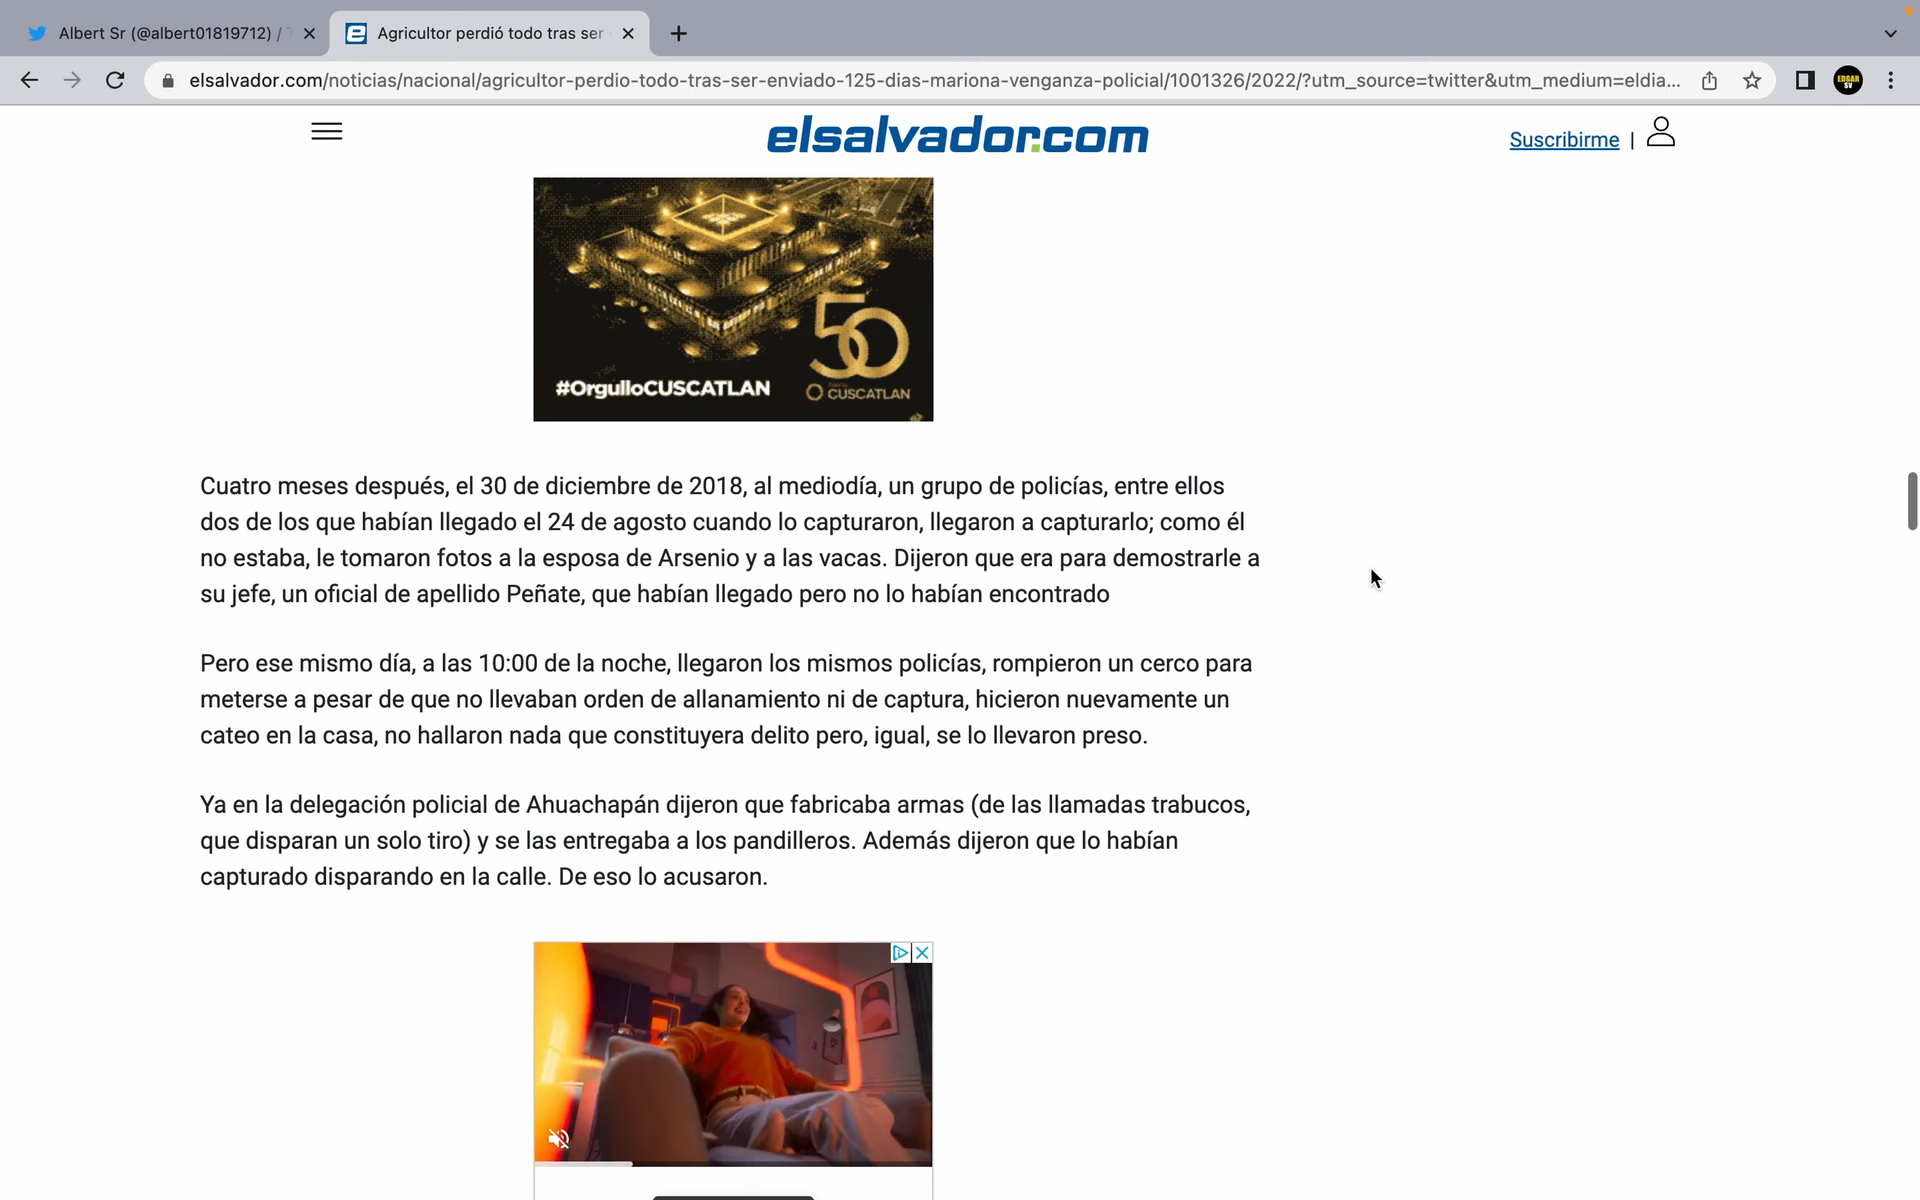 Albert Sr (@albert01819712) /
Agricultor perdió todo tras ser
elsalvador.com/noticias/nacional/agricultor-perdio-todo-tras-ser-enviado-125-dias-mariona-venganza-policial/1001326/2022/?utm_source=twitter&utm_medium=eldia...
EDGAR
SV
elsalvador.com
Suscribirme |
50
#OrgulloCUSCATLAN
CUSCATLAN
Cuatro meses después, el 30 de diciembre de 2018, al mediodía, un grupo de policías, entre ellos
dos de los que habían llegado el 24 de agosto cuando lo capturaron, llegaron a capturarlo; como él
no estaba, le tomaron fotos a la esposa de Arsenio y a las vacas. Dijeron que era para demostrarle a
su jefe, un oficial de apellido Peñate, que habían llegado pero no lo habían encontrado
Pero ese mismo día, a las 10:00 de la noche, llegaron los mismos policías, rompieron un cerco para
meterse a pesar de que no llevaban orden de allanamiento ni de captura, hicieron nuevamente un
cateo en la casa, no hallaron nada que constituyera delito pero, igual, se lo llevaron preso.
Ya en la delegación policial de Ahuachapán dijeron que fabricaba armas (de las llamadas trabucos,
que disparan un solo tiro) y se las entregaba a los pandilleros. Además dijeron que lo habían
capturado disparando en la calle. De eso lo acusaron.